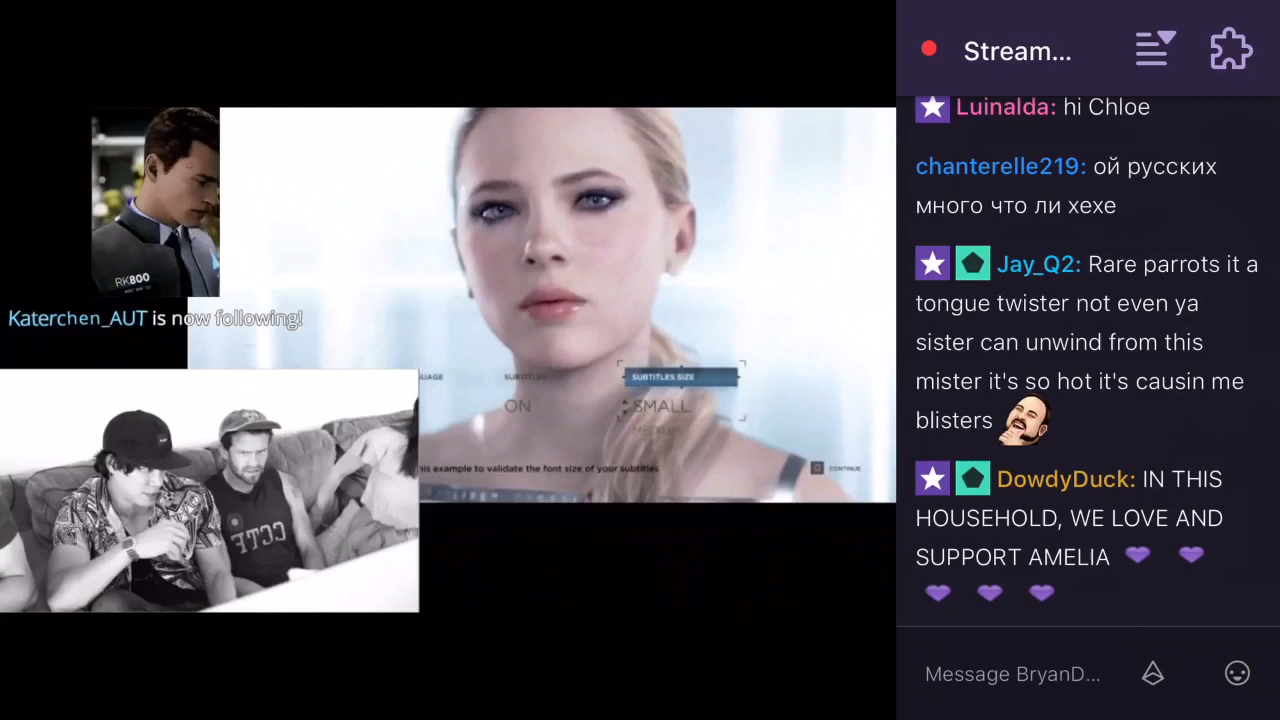 Stream...
Luinalda: hi Chloe
chanterelle219: ой русских
много что ли хехе
Jay_Q2: Rare parrots it a
tongue twister not even ya
sister can unwind from this
mister it's so hot it's causin me
blisters
DowdyDuck: IN THIS
HOUSEHOLD, WE LOVE AND
SUPPORT AMELIA
Message BryanD...
RK800
Katerchen_AUT is now following!
UAGE
SUBTITLES
SUBTITLES SIZE
ON
SMALL
MEDIUM
his example to validate the font size of your subtitles
CONTINUE